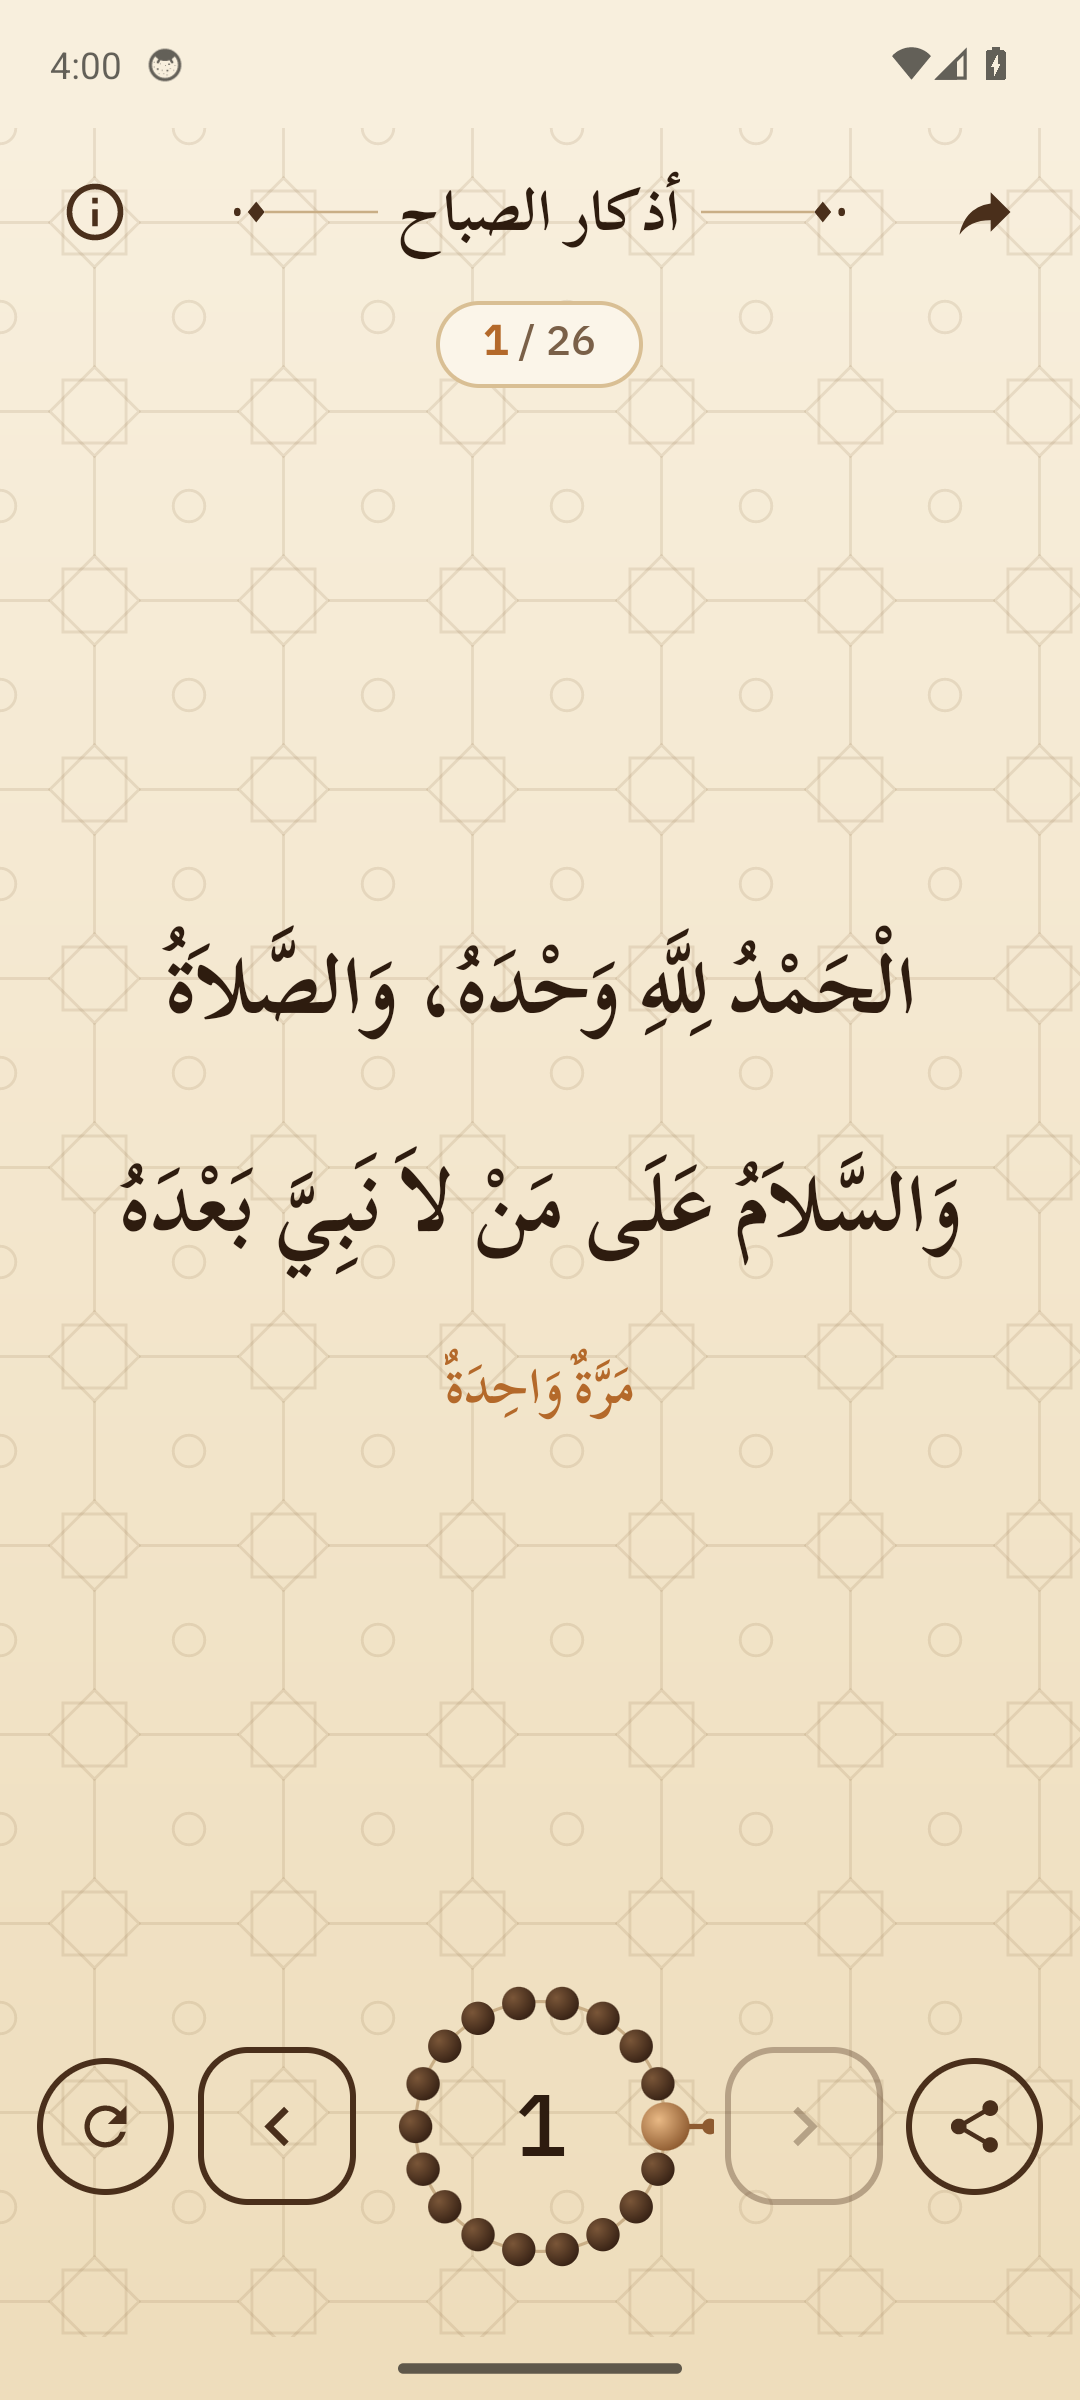 4:00
أذكار الصباح
1 / 26
الْحَمْدُ لِلَّهِ وَحْدَهُ، وَالصَّلاَةُ
وَالسَّلاَمُ عَلَى مَنْ لاَ نَبِيَّ بَعْدَهُ
مَرَّةٌ وَاحِدَةٌ
1